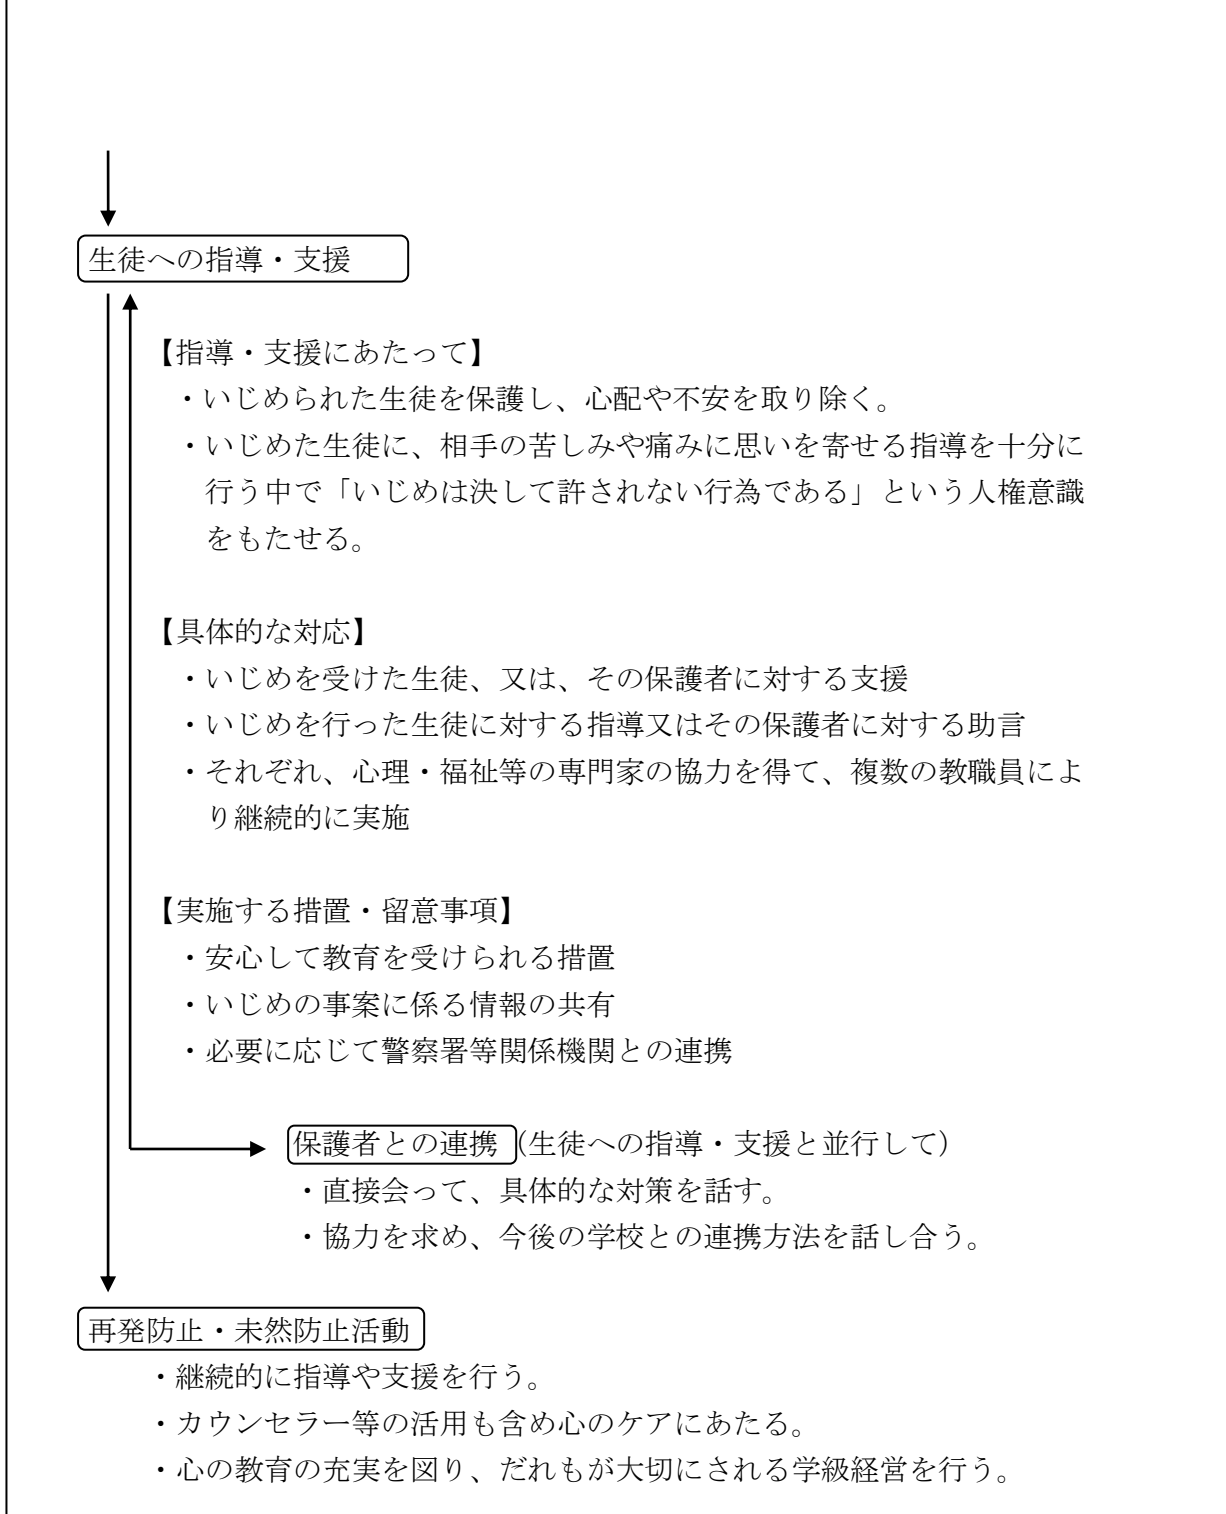 生徒への指導・支援
【指導・支援にあたって】
・いじめられた生徒を保護し、心配や不安を取り除く。
・いじめた生徒に、相手の苦しみや痛みに思いを寄せる指導を十分に
行う中で「いじめは決して許されない行為である」という人権意識
をもたせる。
【具体的な対応】
・いじめを受けた生徒、又は、その保護者に対する支援
・いじめを行った生徒に対する指導又はその保護者に対する助言
・それぞれ、心理・福祉等の専門家の協力を得て、複数の教職員によ
り継続的に実施
【実施する措置・留意事項】
・安心して教育を受けられる措置
・いじめの事案に係る情報の共有
・必要に応じて警察署等関係機関との連携
保護者との連携 (生徒への指導・支援と並行して)
・直接会って、具体的な対策を話す。
・協力を求め、今後の学校との連携方法を話し合う。
再発防止・未然防止活動
・継続的に指導や支援を行う。
・カウンセラー等の活用も含め心のケアにあたる。
・心の教育の充実を図り、だれもが大切にされる学級経営を行う。